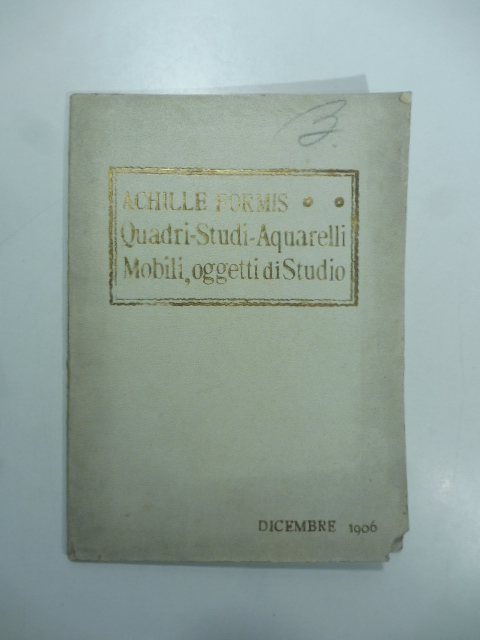 ACHILLE FORMIS
Quadri-Studi-Aquarelli
Mobili, oggetti di Studio
DICEMBRE 1906